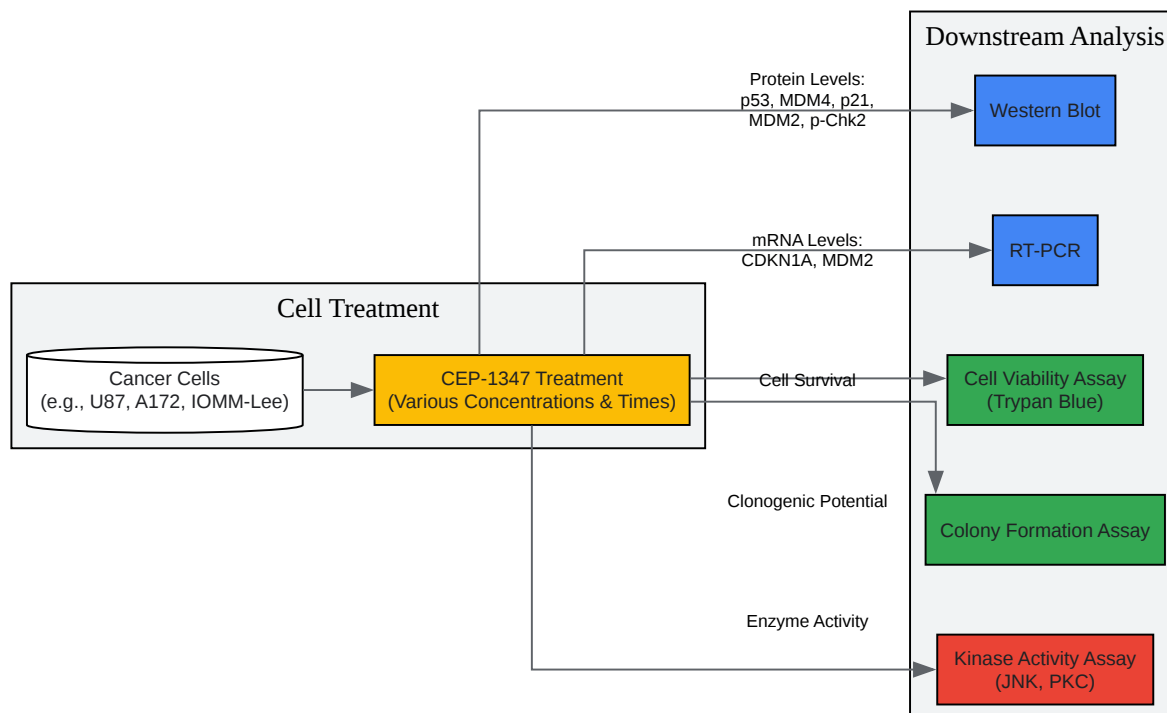 Downstream Analysis
Protein Levels:
p53, MDM4, p21,
MDM2, p-Chk2
Western Blot
mRNA Levels:
CDKN1A, MDM2
RT-PCR
Cell Treatment
Cancer Cells
(e.g., U87, A172, IOMM-Lee)
CEP-1347 Treatment
(Various Concentrations & Times)
Cell Survival
Cell Viability Assay
(Trypan Blue)
Clonogenic Potential
Colony Formation Assay
Enzyme Activity
Kinase Activity Assay
(JNK, PKC)